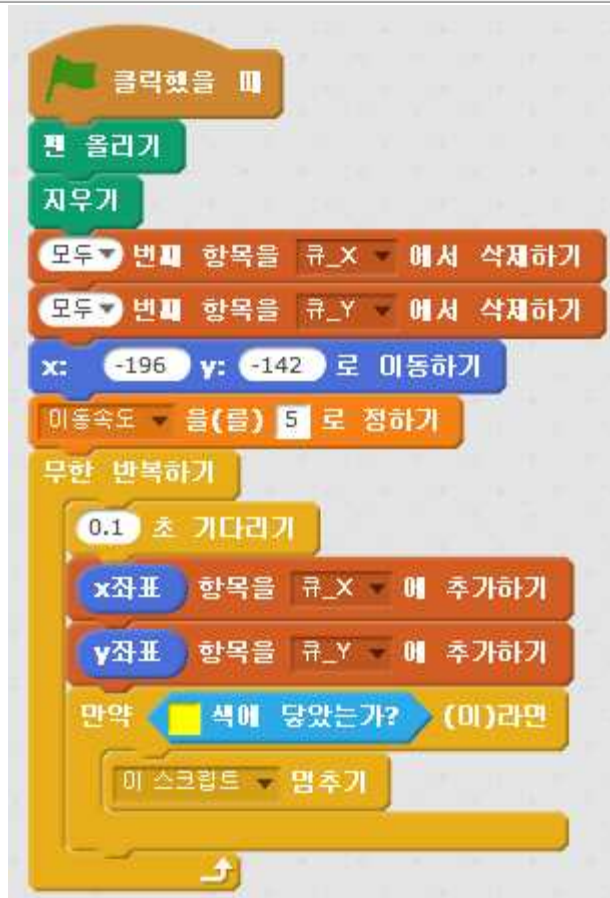 클릭했을 때
펜 올리기
지우기
모두 번째 항목을 큐_X 에서 삭제하기
모두 번째 항목을 큐_Y 에서 삭제하기
x: -196 y: -142 로 이동하기
이동속도 을(를) 5 로 정하기
무한 반복하기
0.1 초 기다리기
x좌표 항목을 큐_X 에 추가하기
y좌표 항목을 큐_Y 에 추가하기
만약 색에 닿았는가? (이)라면
이 스크립트 멈추기